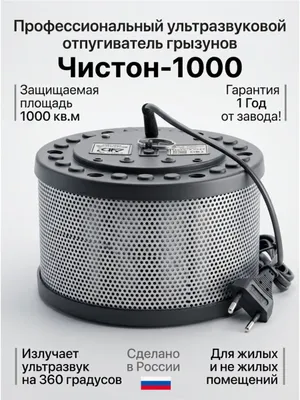 Профессиональный ультразвуковой
отпугиватель грызунов
Чистон-1000
Защищаемая
площадь
1000 кв.м
Гарантия
1 Год
от завода!
Излучает
ультразвук
на 360 градусов
Сделано
в России
Для жилых
и не жилых
помещений